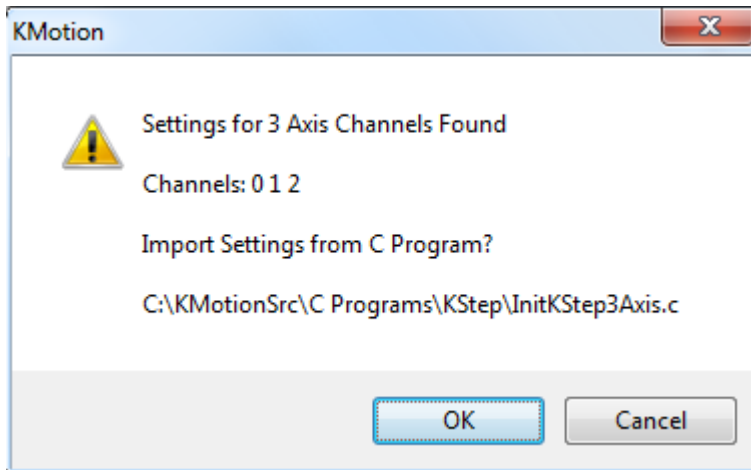 KMotion
Settings for 3 Axis Channels Found
Channels: 0 1 2
Import Settings from C Program?
C:\KMotionSrc\C Programs\KStep\InitKStep3Axis.c
OK
Cancel